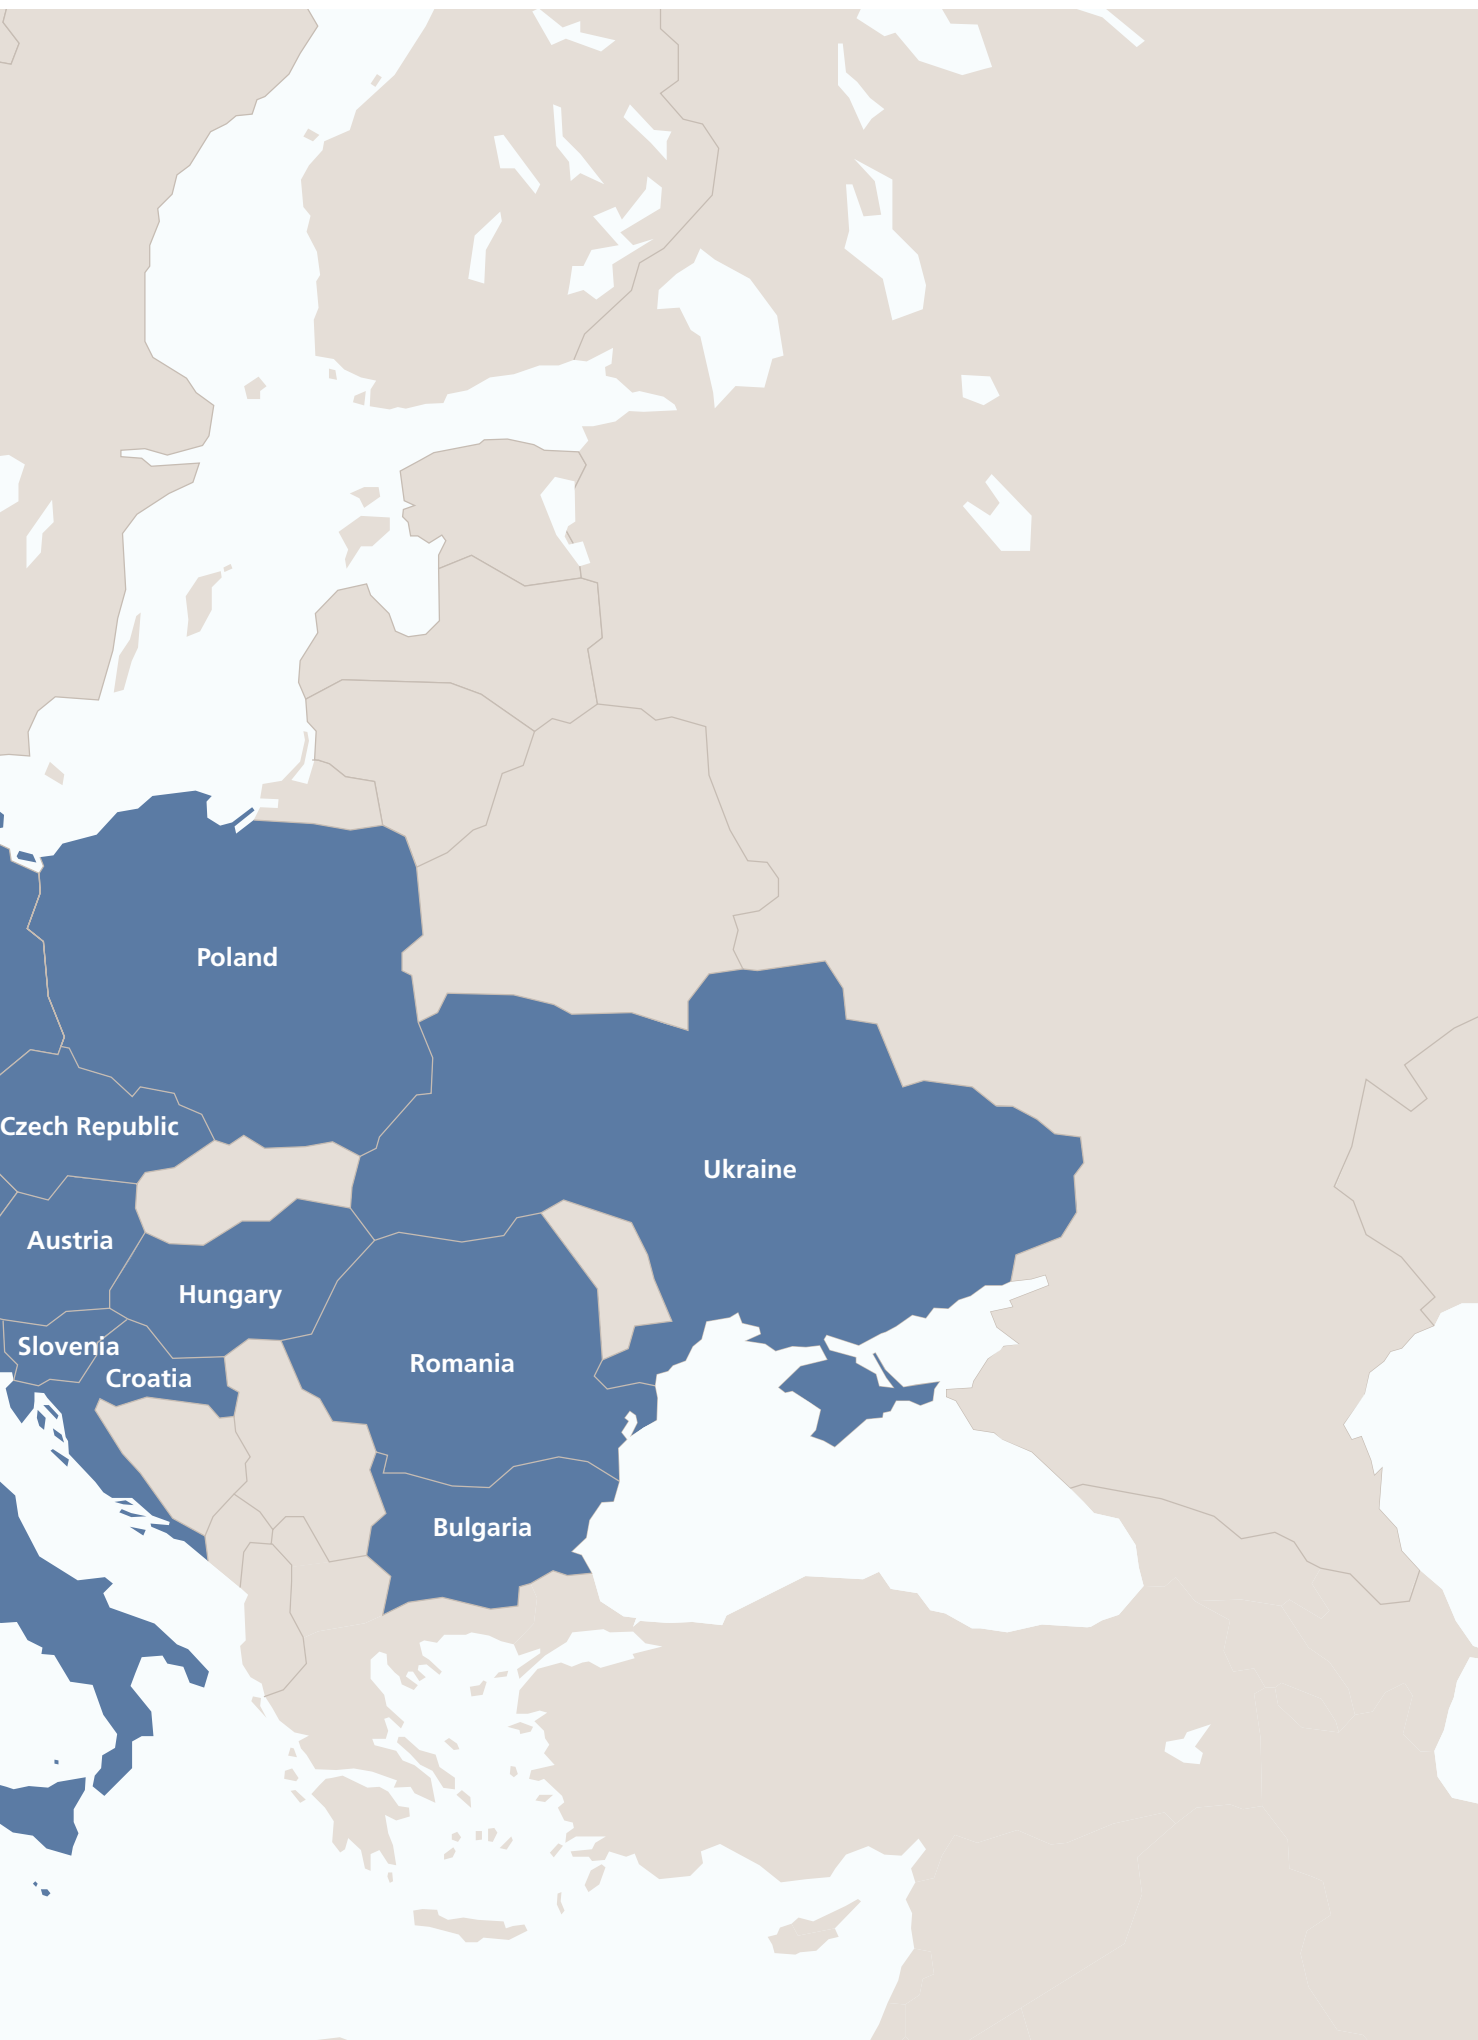 Poland
Czech Republic
Ukraine
Austria
Hungary
Slovenia
Romania
Croatia
Bulgaria